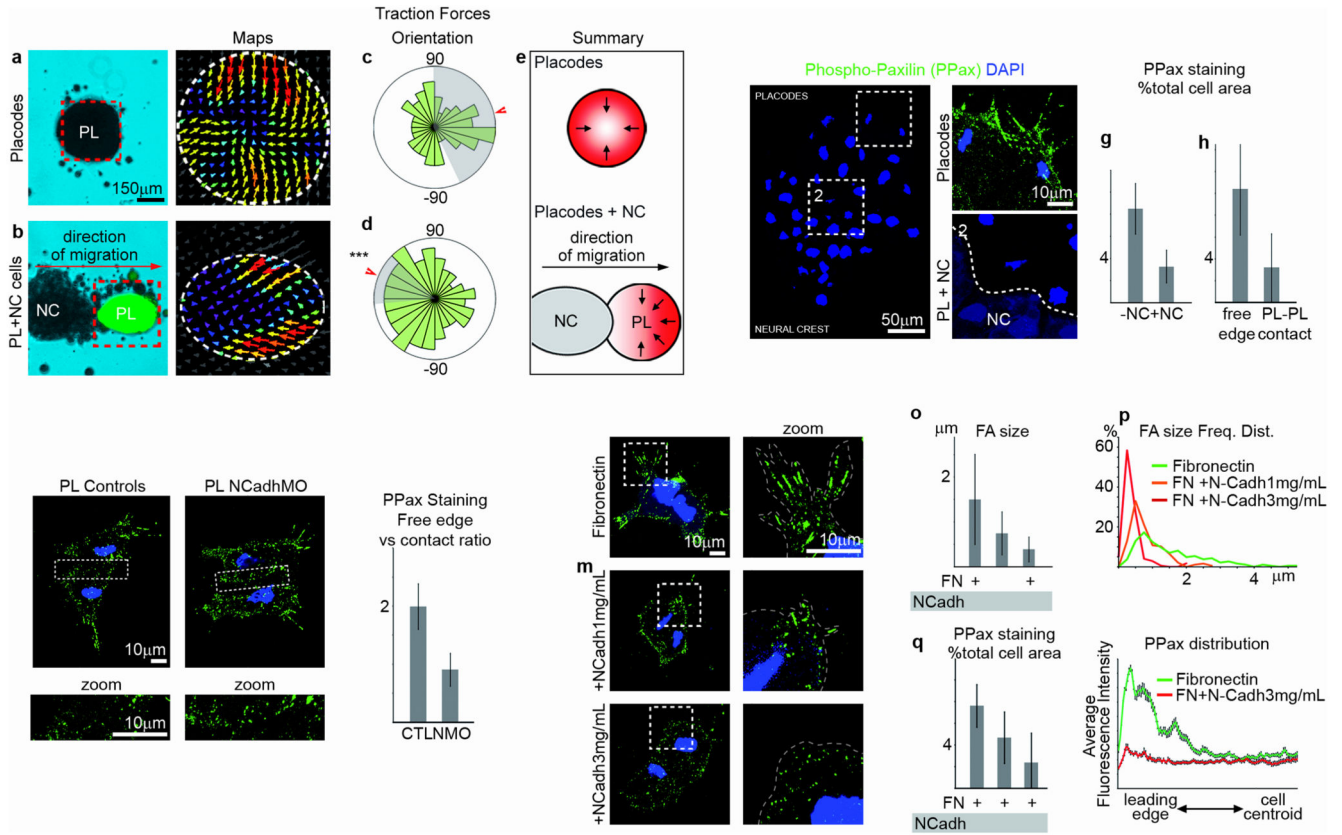 Traction Forces
Maps
Orientation
Summary
a
Placodes
PL
150µm
c
90
-90
e
Placodes
Placodes + NC
direction
of migration
NC
PL
b
PL+NC cells
direction
of migration
NC
PL
d
***
90
-90
Phospho-Paxilin (PPax) DAPI
PLACODES
2
NEURAL CREST
50µm
Placodes
10µm
PL + NC
2
NC
PPax staining
%total cell area
g
4
-NC+NC
h
4
free
edge
PL-PL
contact
PL Controls
PL NCadhMO
10µm
zoom
zoom
10µm
PPax Staining
Free edge
vs contact ratio
2
CTLNMO
zoom
Fibronectin
10µm
10µm
m
+NCadh1mg/mL
+NCadh3mg/mL
o
µm
FA size
2
FN + +
NCadh
p
%
FA size Freq. Dist.
60
40
20
Fibronectin
FN +N-Cadh1mg/mL
FN +N-Cadh3mg/mL
2
4
µm
q
PPax staining
%total cell area
4
FN + + +
NCadh
PPax distribution
Fibronectin
FN+N-Cadh3mg/mL
Average
Fluorescence Intensity
leading
edge
cell
centroid